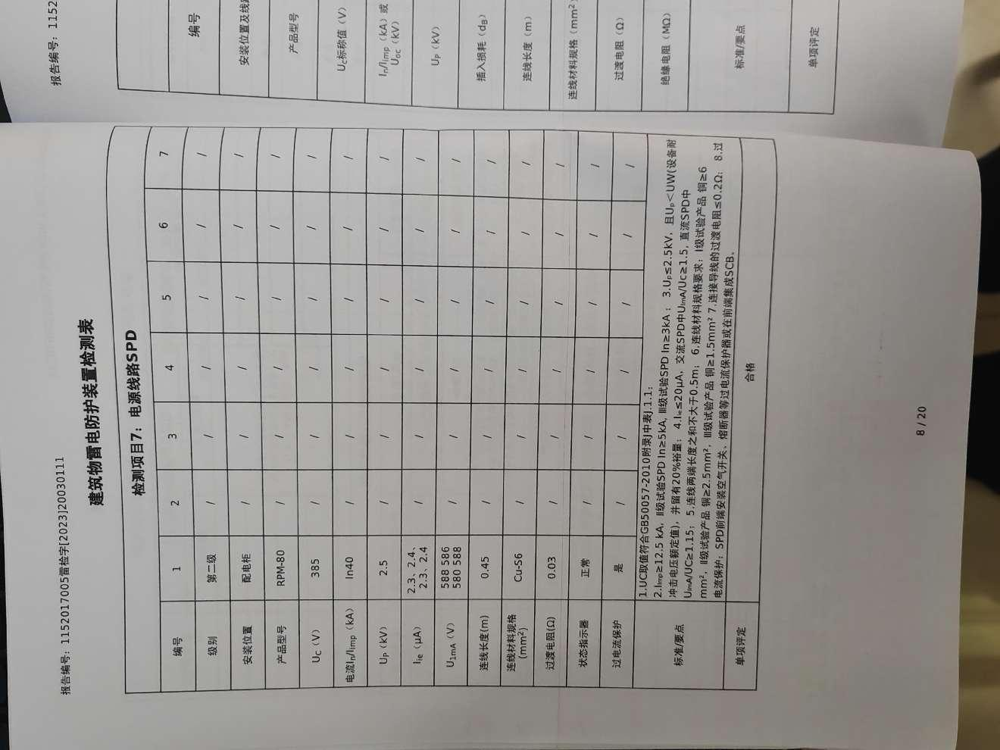 报告编号：1152
编号
安装位置及线路
产品型号
Uc标称值（V）
In/Iimp（kA）或
Uoc（kV）
UP（kV）
插入损耗（dB）
连线长度（m）
连线材料规格（mm²）
过渡电阻（Ω）
绝缘电阻（MΩ）
标准/要点
单项评定
报告编号：1152017005雷检字[2023]20030111
建筑物雷电防护装置检测表
检测项目7：电源线路SPD
编号 1 2 3 4 5 6 7
级别 第二级 / / / / / /
安装位置 配电柜 / / / / / /
产品型号 RPM-80 / / / / / /
UC（V） 385 / / / / / /
电流In/Iimp（kA） In40 / / / / / /
UP（kV） 2.5 / / / / / /
Iie（μA） 2.3、2.4、
2.3、2.4 / / / / / /
U1mA（V） 588 586
580 588 / / / / / /
连线长度(m) 0.45 / / / / / /
连线材料规格
(mm²) Cu-S6 / / / / / /
过渡电阻(Ω) 0.03 / / / / / /
状态指示器 正常 / / / / / /
过电流保护 是 / / / / / /
标准/要点
1.UC取值符合GB50057-2010附录J中表J.1.1；
2.Iimp≥12.5 kA，Ⅱ级试验SPD In≥5kA, Ⅲ级试验SPD In≥3kA； 3.UP≤2.5kV，且UP＜UW(设备耐
冲击电压额定值)，并留有20%裕量； 4.Iie≤20μA，交流SPD中UImA/Uc≥1.5, 直流SPD中
UImA/UC≥1.15； 5.连线两端长度之和不大于0.5m； 6.连线材料规格要求：Ⅰ级试验产品 铜≥6
mm²，Ⅱ级试验产品 铜≥2.5mm²，Ⅲ级试验产品 铜≥1.5mm² 7.连接导线的过渡电阻≤0.2Ω； 8.过
电流保护：SPD前端安装空气开关、熔断器等过电流保护器或在前端集成SCB。
单项评定 合格
8 / 20